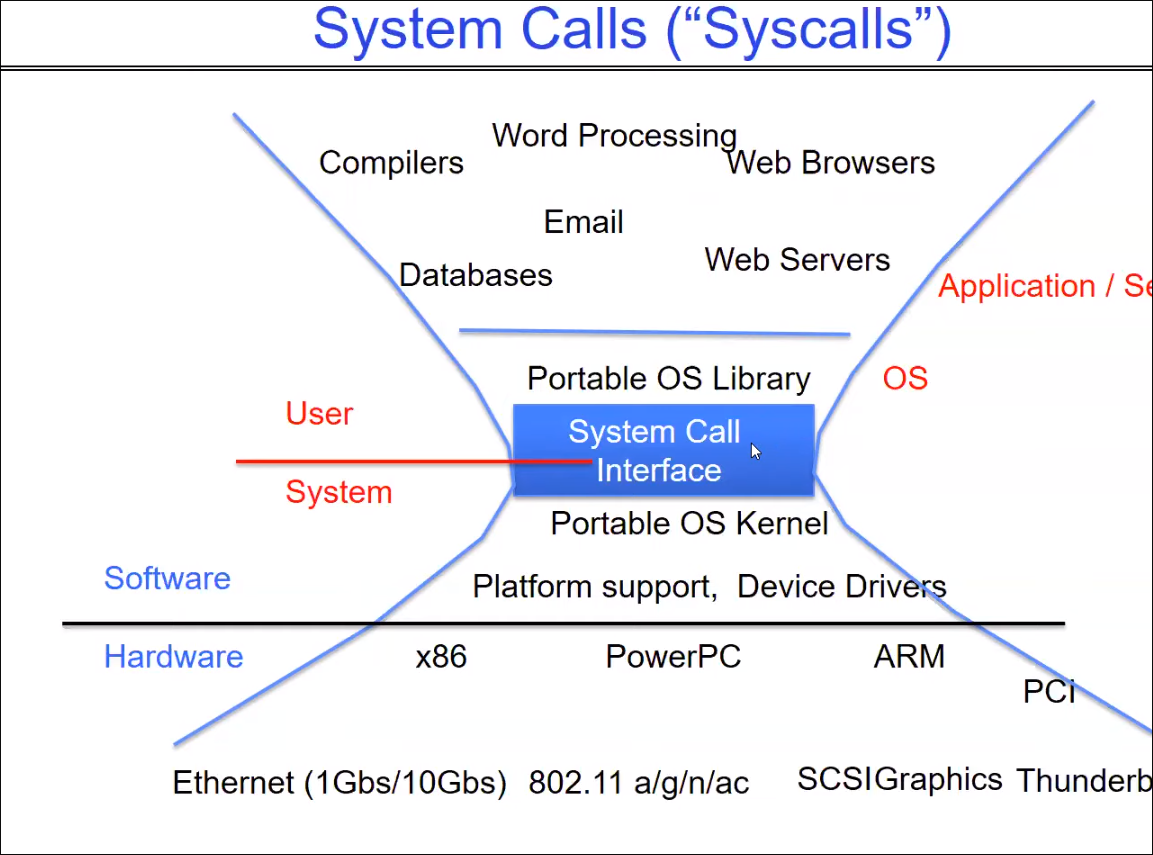 System Calls (“Syscalls”)
Word Processing
Compilers
Web Browsers
Email
Web Servers
Databases
Application /
Portable OS Library
OS
User
System Call
Interface
System
Portable OS Kernel
Software
Platform support, Device Drivers
Hardware
x86
PowerPC
ARM
PCI
Ethernet (1Gbs/10Gbs)
802.11 a/g/n/ac
SCSI
Graphics